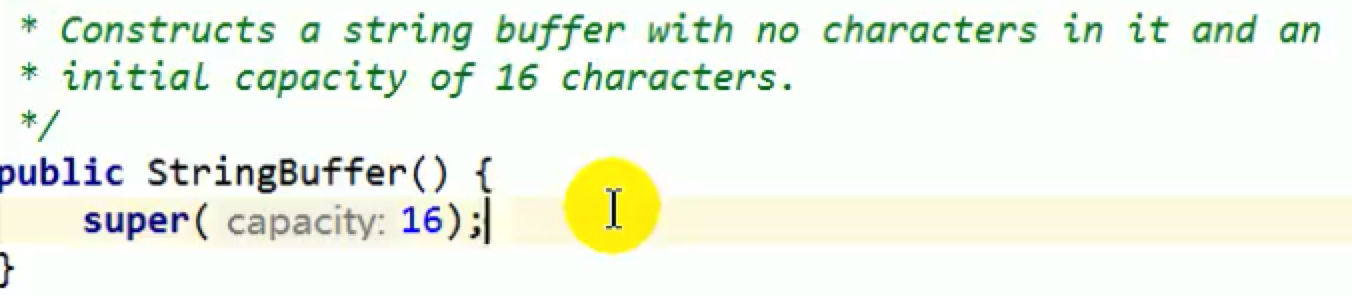 * Constructs a string buffer with no characters in it and an
* initial capacity of 16 characters.
*/
public StringBuffer() {
super( capacity: 16);
}